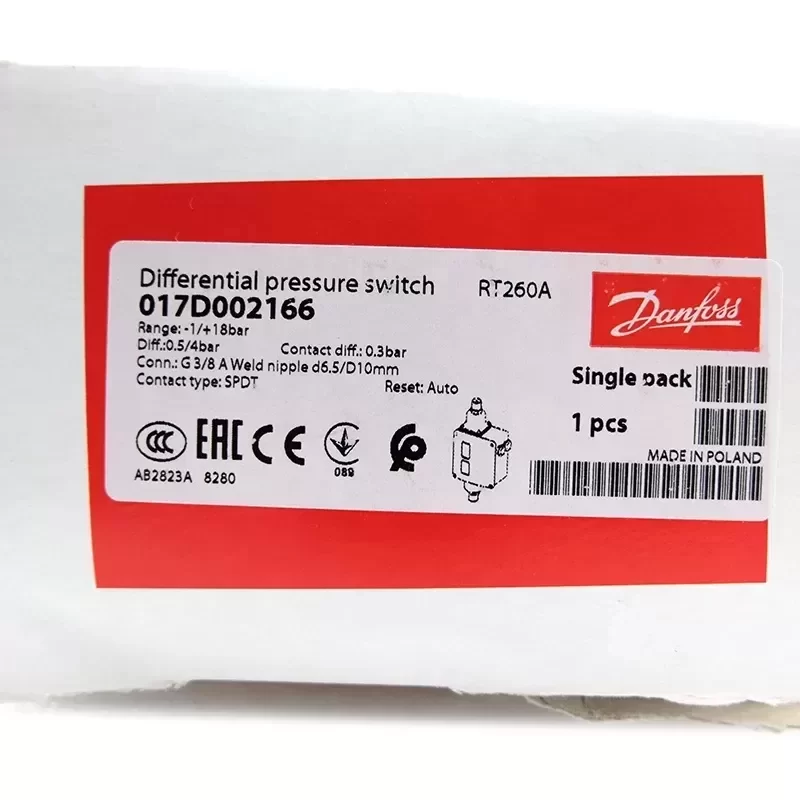 Differential pressure switch RT260A
017D002166
Range: -1/+18bar
Diff.:0.5/4bar Contact diff.: 0.3bar
Conn.: G 3/8 A Weld nipple d6.5/D10mm
Contact type: SPDT Reset: Auto
Danfoss
Single pack
1 pcs
MADE IN POLAND
CCC EAC CE
089
AB2823A 8280